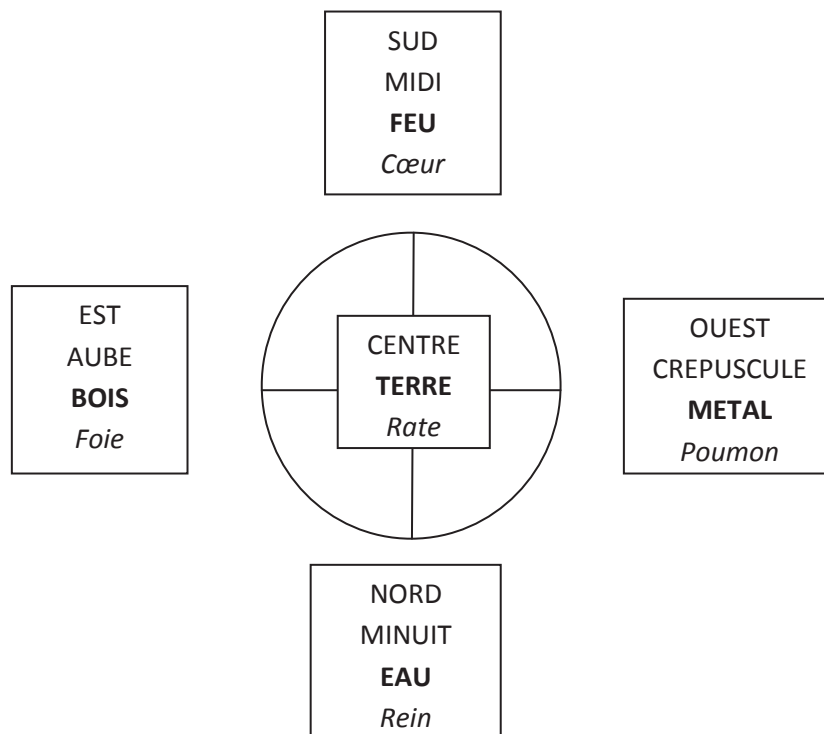 SUD
MIDI
FEU
Cœur
EST
AUBE
BOIS
Foie
CENTRE
TERRE
Rate
OUEST
CREPUSCULE
METAL
Poumon
NORD
MINUIT
EAU
Rein